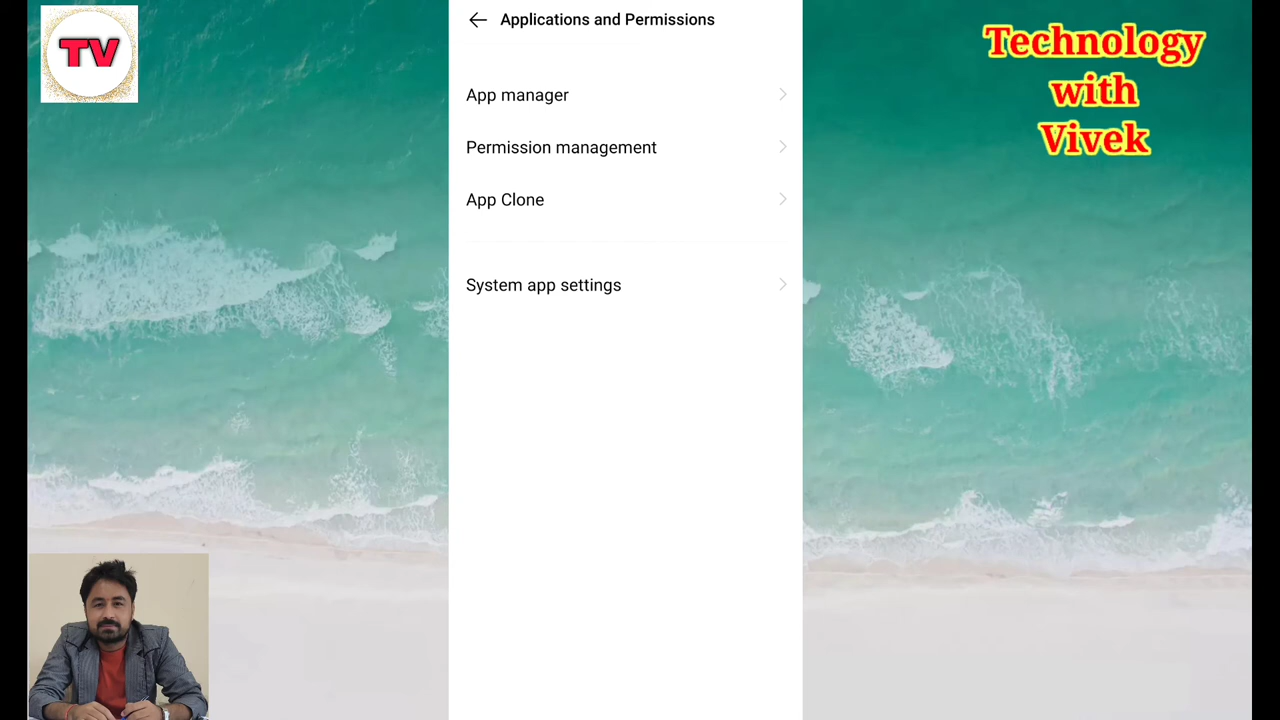 TV
Applications and Permissions
App manager
Permission management
App Clone
System app settings
Technology
with
Vivek